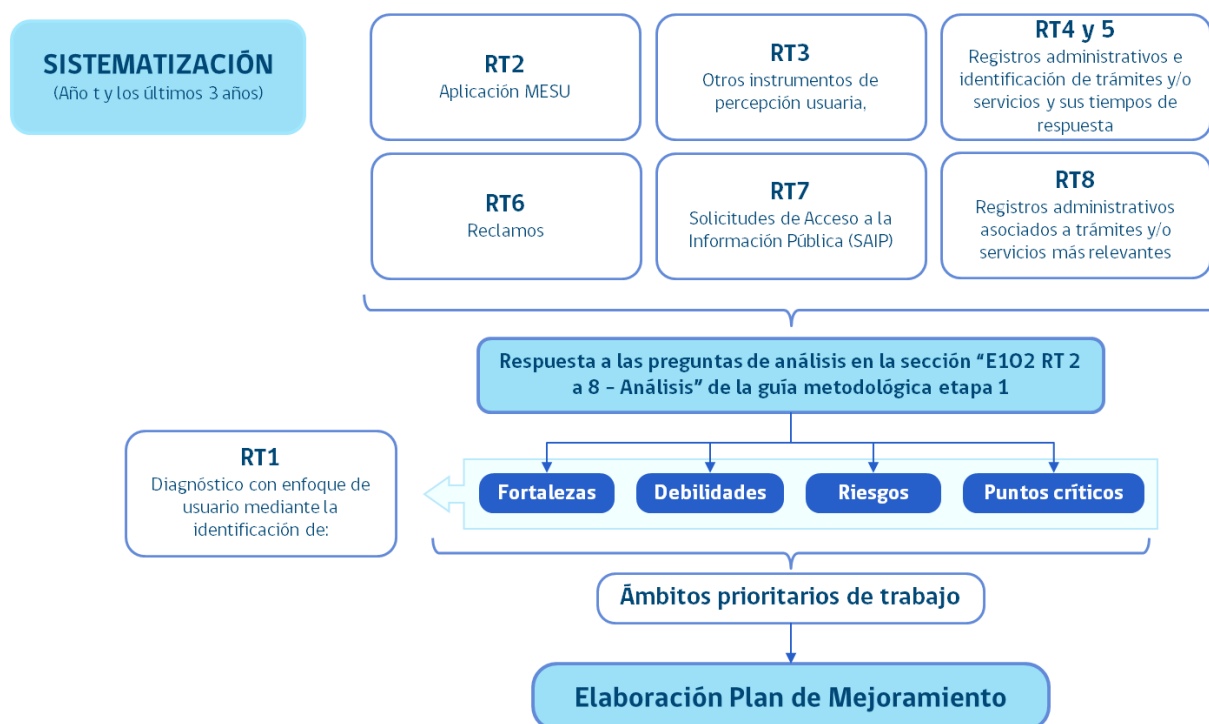 SISTEMATIZACIÓN
(Año t y los últimos 3 años)
RT2
Aplicación MESU
RT3
Otros instrumentos de
percepción usuaria,
RT4 y 5
Registros administrativos e
identificación de trámites y/o
servicios y sus tiempos de
respuesta
RT6
Reclamos
RT7
Solicitudes de Acceso a la
Información Pública (SAIP)
RT8
Registros administrativos
asociados a trámites y/o
servicios más relevantes
Respuesta a las preguntas de análisis en la sección “E102 RT 2
a 8 – Análisis” de la guía metodológica etapa 1
RT1
Diagnóstico con enfoque de
usuario mediante la
identificación de:
Fortalezas
Debilidades
Riesgos
Puntos críticos
Ámbitos prioritarios de trabajo
Elaboración Plan de Mejoramiento